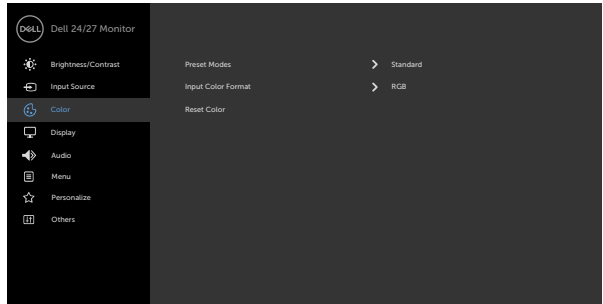 DELL Dell 24/27 Monitor
Brightness/Contrast
Preset Modes
Standard
Input Source
Input Color Format
RGB
Color
Reset Color
Display
Audio
Menu
Personalize
Others